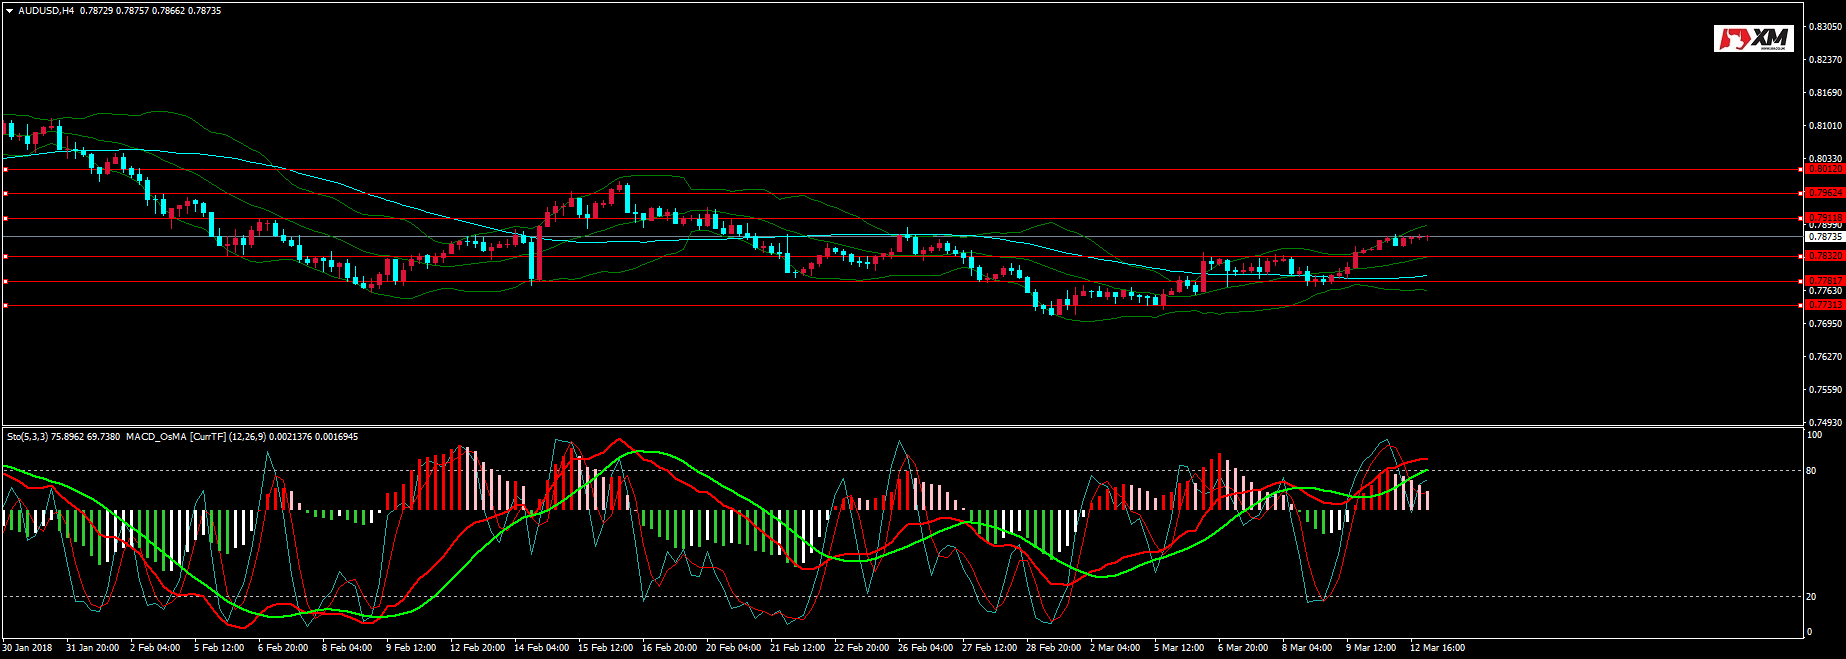 AUDUSD,H4 0.78729 0.78757 0.78662 0.78735
XM
0.83050
0.82370
0.81690
0.81010
0.80330
0.80120
0.79624
0.79118
0.78990
0.78735
0.78320
0.77817
0.77630
0.77313
0.76950
0.76270
0.75590
0.74930
Sto(5,3,3) 75.8962 69.7380 MACD_OsMA [CurrTF] (12,26,9) 0.0021376 0.0016945
100
80
20
0
30 Jan 2018
31 Jan 20:00
2 Feb 04:00
5 Feb 12:00
6 Feb 20:00
8 Feb 04:00
9 Feb 12:00
12 Feb 20:00
14 Feb 04:00
15 Feb 12:00
16 Feb 20:00
20 Feb 04:00
21 Feb 12:00
22 Feb 20:00
26 Feb 04:00
27 Feb 12:00
28 Feb 20:00
2 Mar 04:00
5 Mar 12:00
6 Mar 20:00
8 Mar 04:00
9 Mar 12:00
12 Mar 16:00